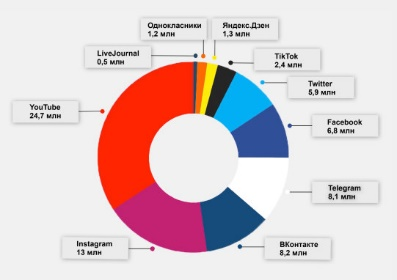 Однокласники
1,2 млн
Яндекс.Дзен
1,3 млн
LiveJournal
0,5 млн
TikTok
2,4 млн
Twitter
5,9 млн
YouTube
24,7 млн
Facebook
6,8 млн
Telegram
8,1 млн
Instagram
13 млн
ВКонтакте
8,2 млн